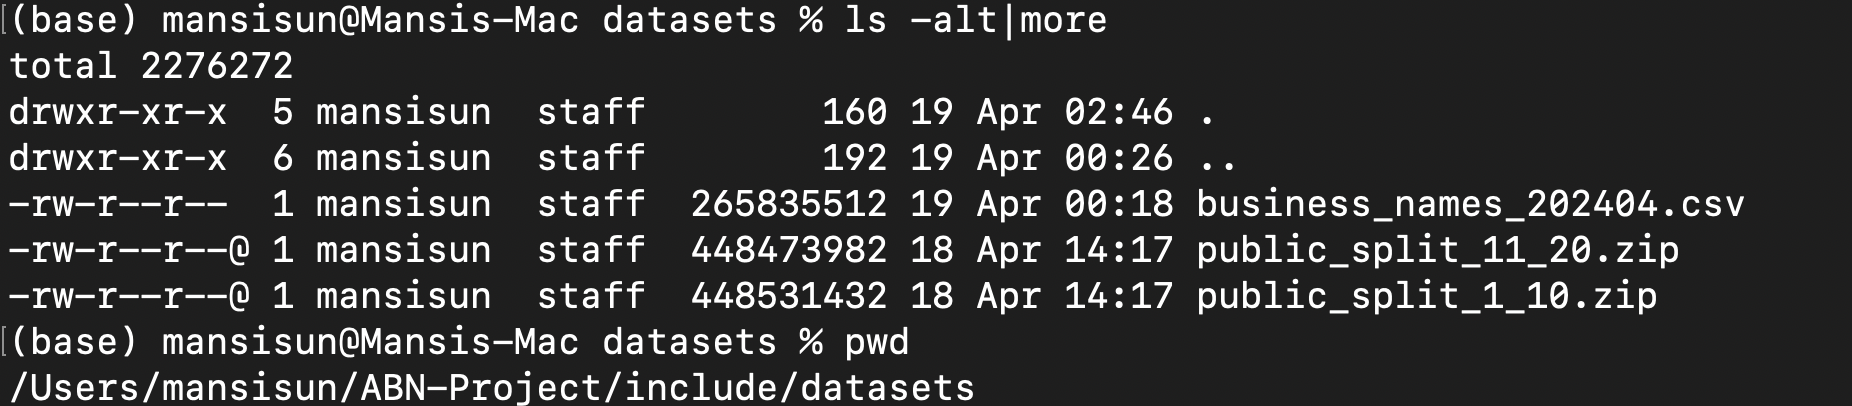 [(base) mansisun@Mansis-Mac datasets % ls -alt|more
total 2276272
drwxr-xr-x  5 mansisun  staff        160 19 Apr 02:46 .
drwxr-xr-x  6 mansisun  staff        192 19 Apr 00:26 ..
-rw-r--r--  1 mansisun  staff  265835512 19 Apr 00:18 business_names_202404.csv
-rw-r--r--@ 1 mansisun  staff  448473982 18 Apr 14:17 public_split_11_20.zip
-rw-r--r--@ 1 mansisun  staff  448531432 18 Apr 14:17 public_split_1_10.zip
[(base) mansisun@Mansis-Mac datasets % pwd
/Users/mansisun/ABN-Project/include/datasets